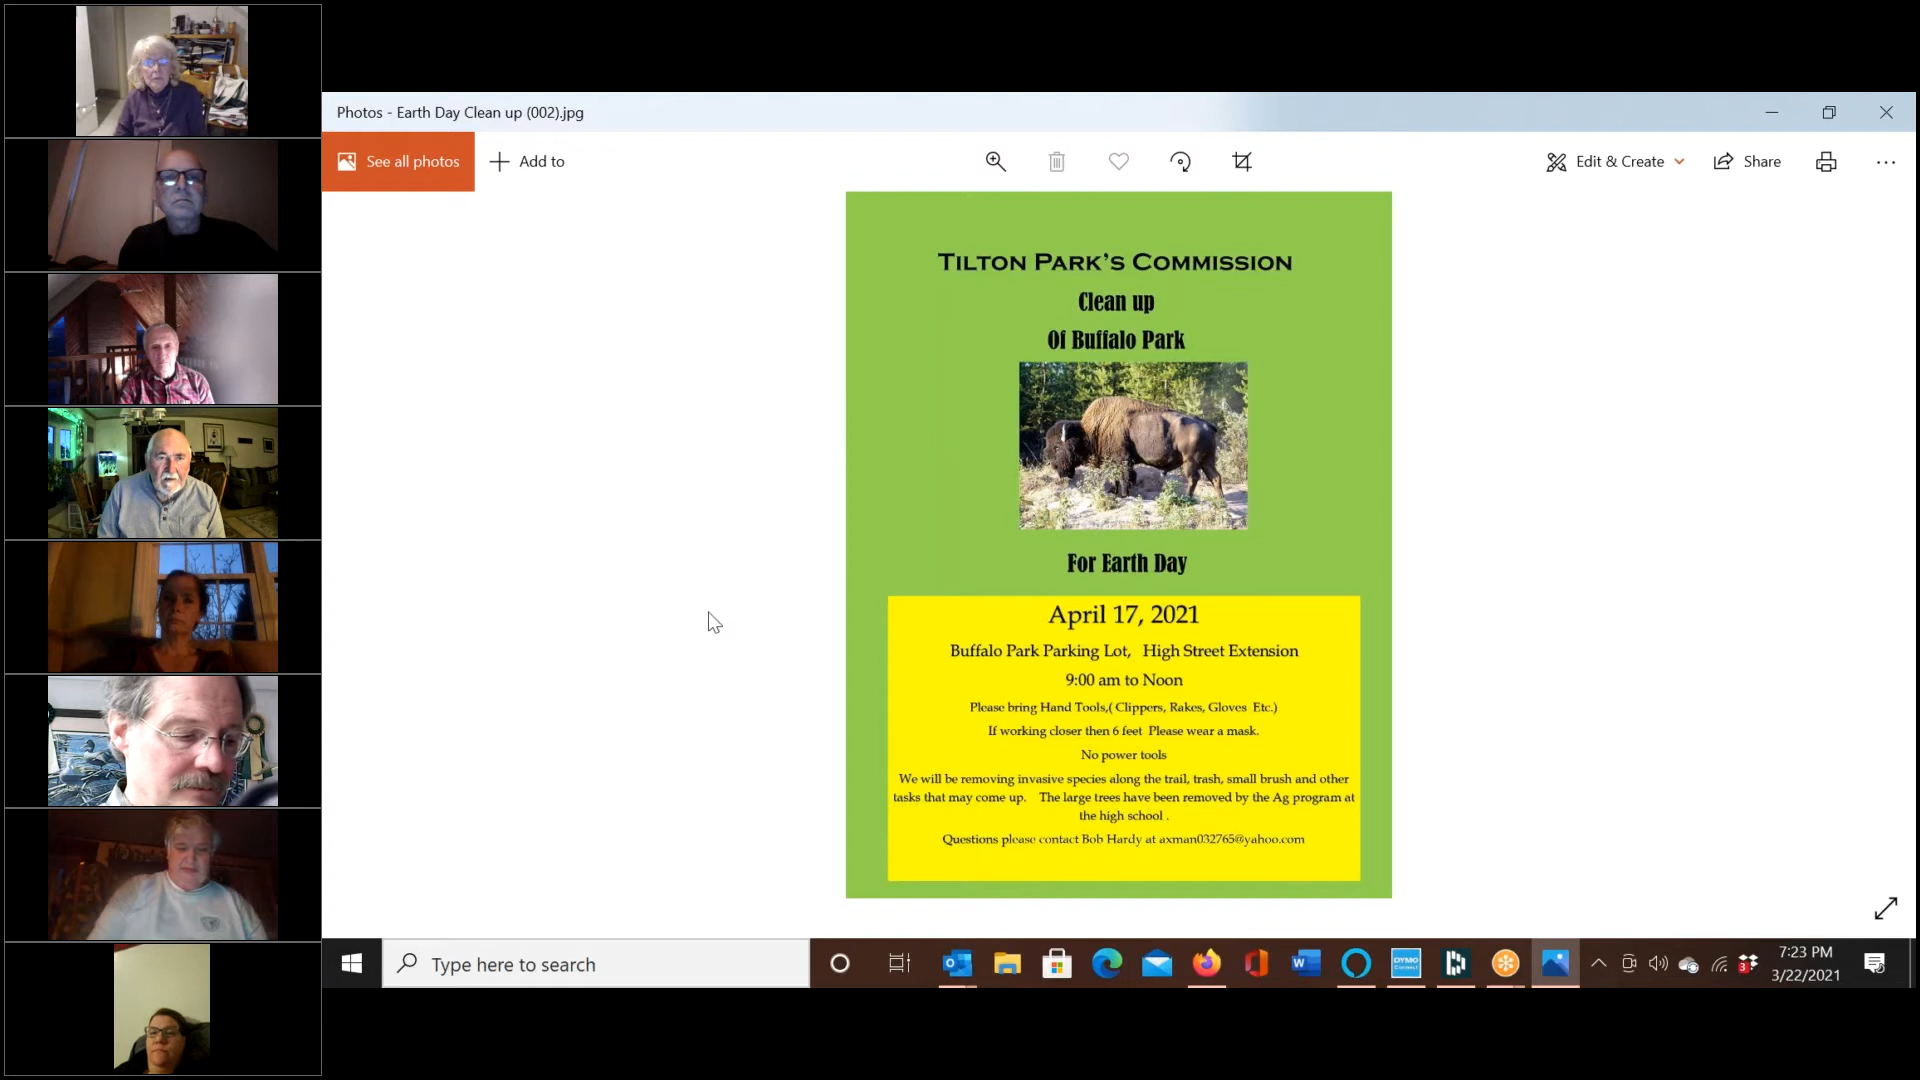 Photos - Earth Day Clean up (002).jpg
See all photos
Add to
Edit & Create
Share
TILTON PARK'S COMMISSION
Clean up
Of Buffalo Park
For Earth Day
April 17, 2021
Buffalo Park Parking Lot, High Street Extension
9:00 am to Noon
Please bring Hand Tools,( Clippers, Rakes, Gloves Etc.)
If working closer then 6 feet Please wear a mask.
No power tools
We will be removing invasive species along the trail, trash, small brush and other
tasks that may come up. The large trees have been removed by the Ag program at
the high school .
Questions please contact Bob Hardy at axman032765@yahoo.com
Type here to search
DYMO
Connect
3
7:23 PM
3/22/2021